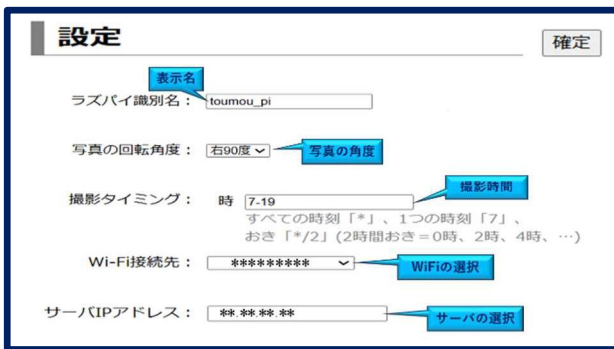 設定
確定
表示名
ラズパイ識別名： toumou_pi
写真の回転角度： 右90度 写真の角度
撮影時間
撮影タイミング： 時 7-19
すべての時刻「*」、1つの時刻「7」、
おき「*/2」(2時間おき＝0時、2時、4時、…)
Wi-Fi接続先： ********* WiFiの選択
サーバIPアドレス： **.**.**.** サーバの選択